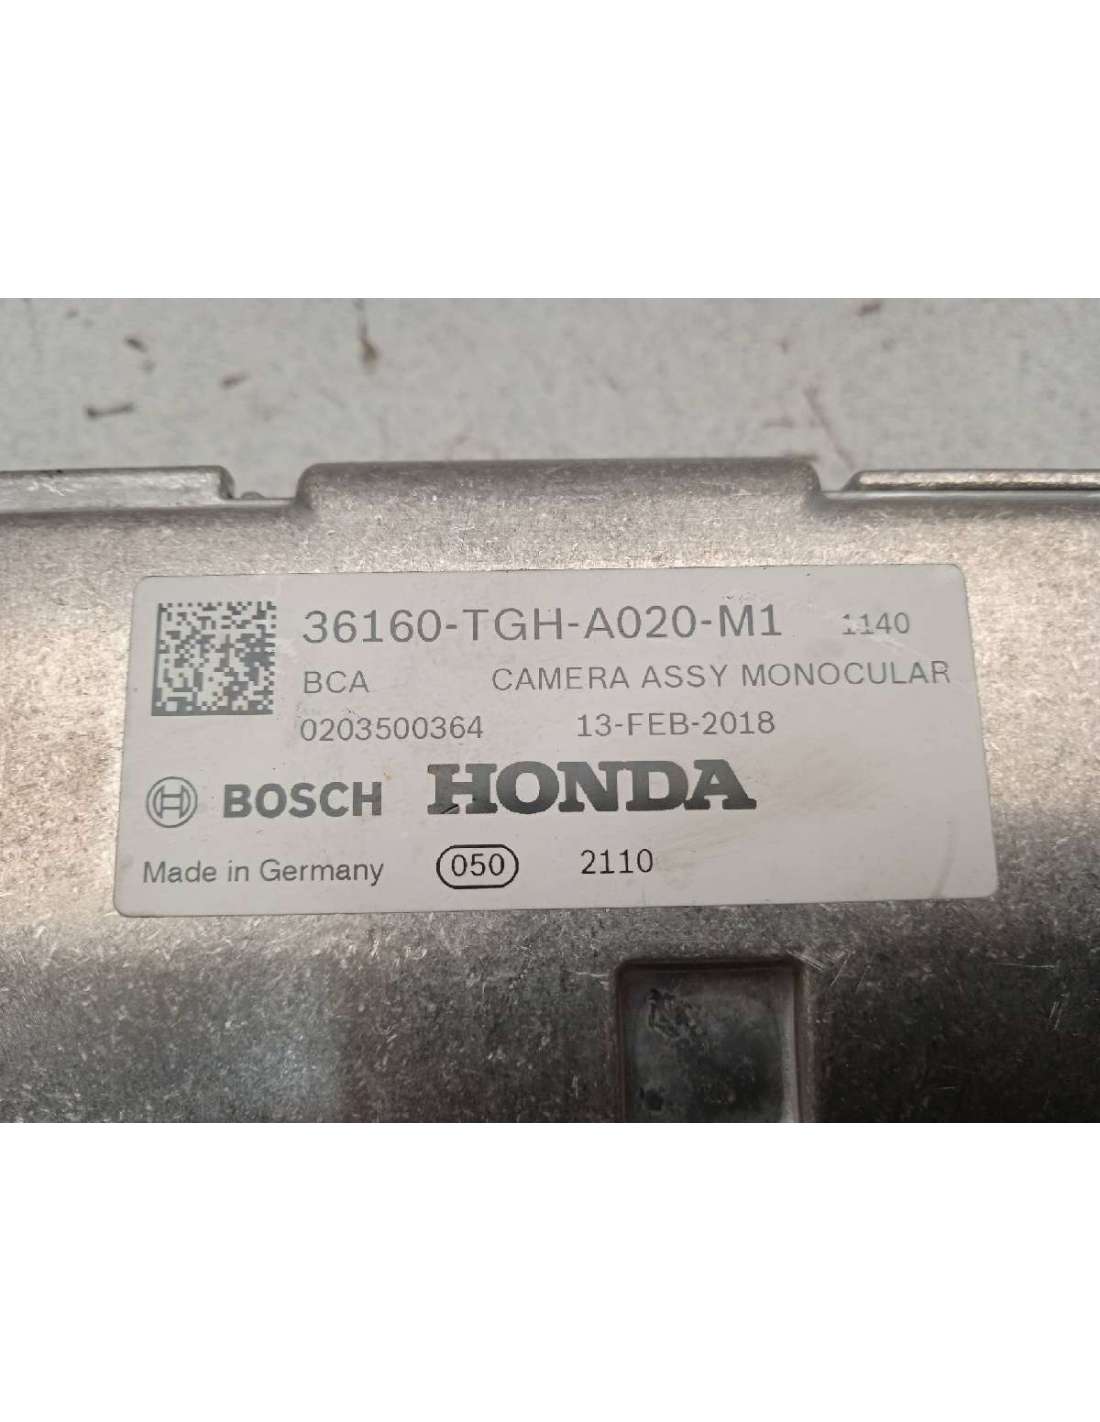 36160-TGH-A020-M1 1140
BCA CAMERA ASSY MONOCULAR
0203500364 13-FEB-2018
BOSCH HONDA
Made in Germany 050 2110